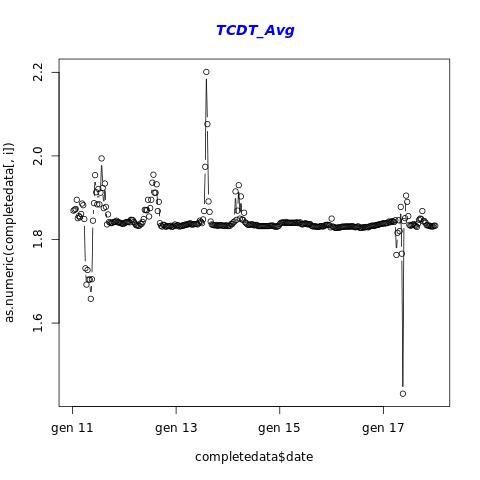 TCDT_Avg
as.numeric(completedata[, i])
2.2
2.0
1.8
1.6
gen 11
gen 13
gen 15
gen 17
completedata$date